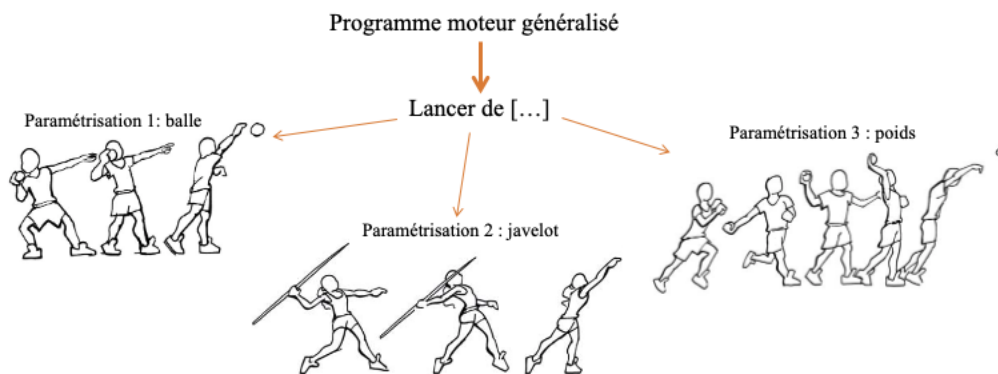 Programme moteur généralisé
Lancer de […]
Paramétrisation 1: balle
Paramétrisation 2 : javelot
Paramétrisation 3 : poids